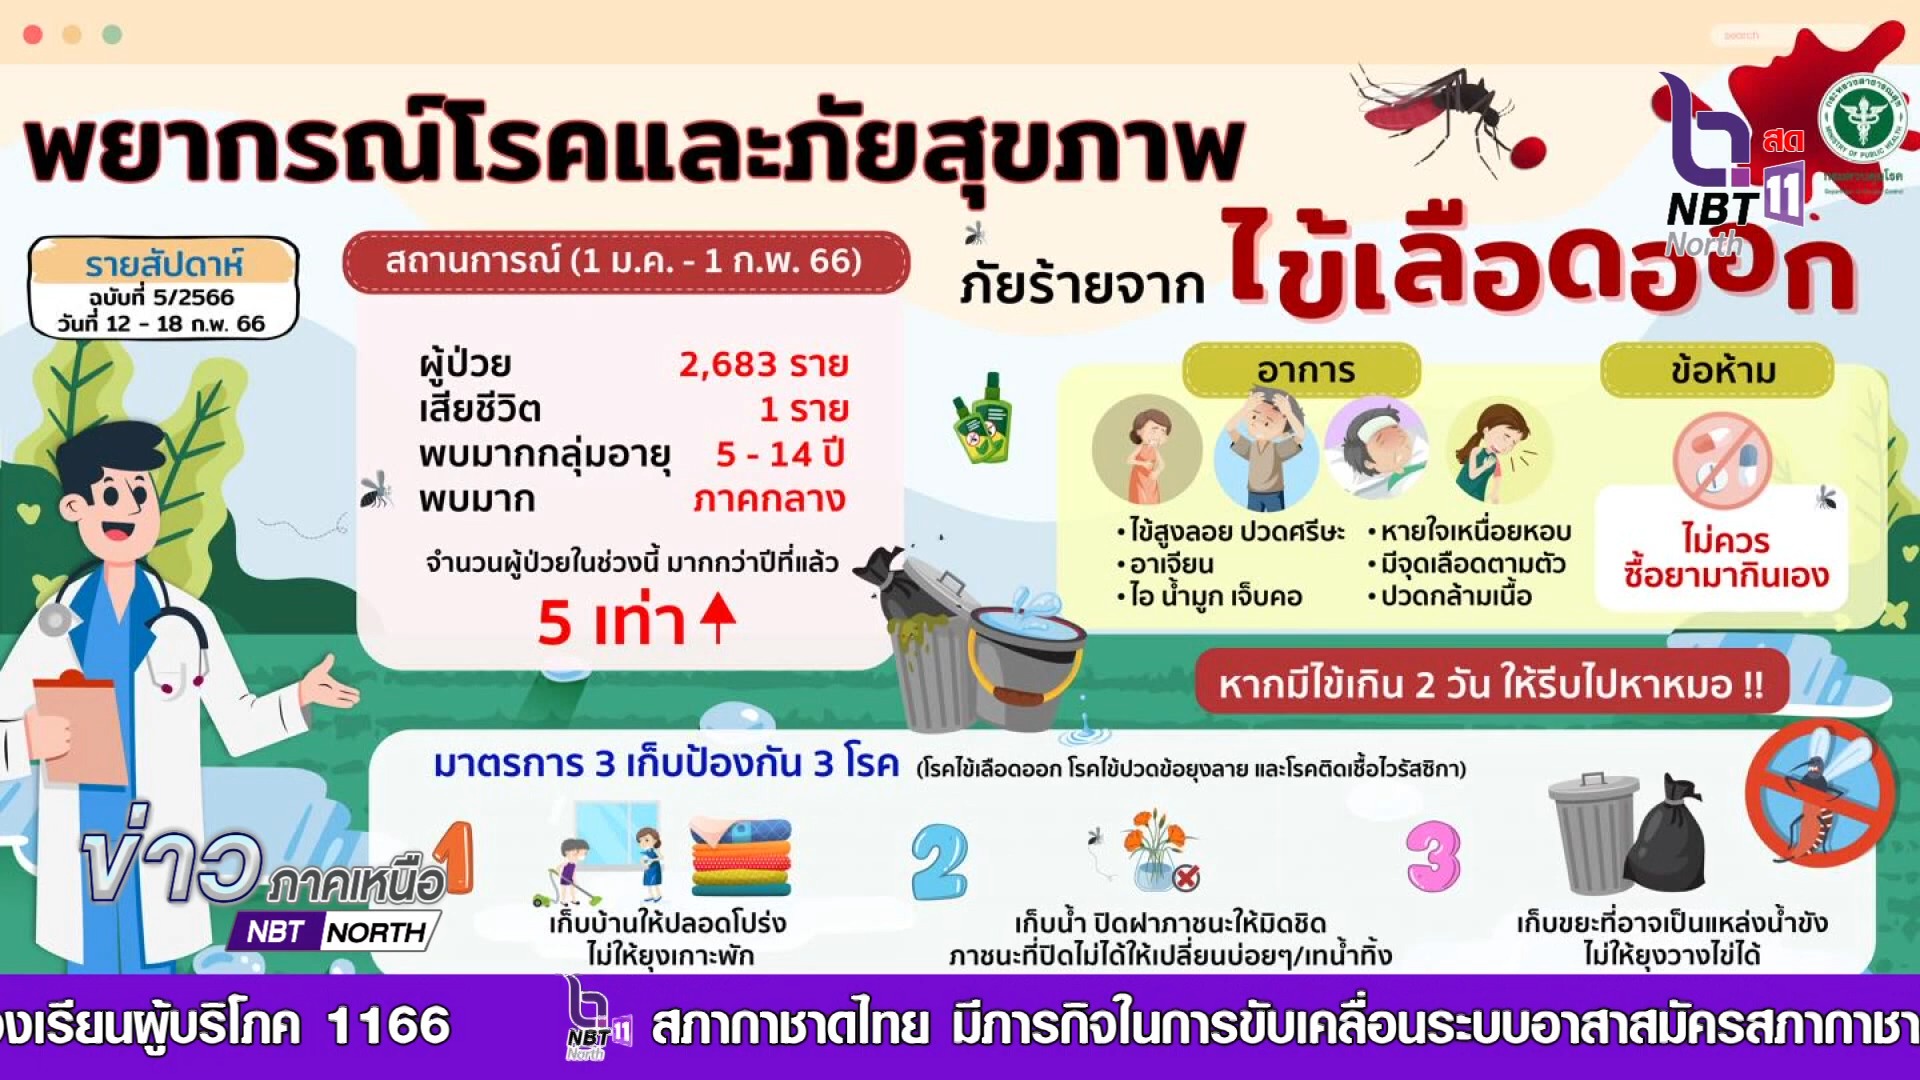 search
พยากรณ์โรคและภัยสุขภาพ
สด
NBT 11
North
กระทรวงสาธารณสุข
MINISTRY OF PUBLIC HEALTH
รายสัปดาห์
ฉบับที่ 5/2566
วันที่ 12 - 18 ก.พ. 66
ภัยร้ายจาก ไข้เลือดออก
สถานการณ์ (1 ม.ค. - 1 ก.พ. 66)
ผู้ป่วย 2,683 ราย
เสียชีวิต 1 ราย
พบมากกลุ่มอายุ 5 - 14 ปี
พบมาก ภาคกลาง
จำนวนผู้ป่วยในช่วงนี้ มากกว่าปีที่แล้ว
5 เท่า
อาการ
• ไข้สูงลอย ปวดศรีษะ
• อาเจียน
• ไอ น้ำมูก เจ็บคอ
• หายใจเหนื่อยหอบ
• มีจุดเลือดตามตัว
• ปวดกล้ามเนื้อ
ข้อห้าม
ไม่ควร
ซื้อยามากินเอง
หากมีไข้เกิน 2 วัน ให้รีบไปหาหมอ !!
มาตรการ 3 เก็บป้องกัน 3 โรค (โรคไข้เลือดออก โรคไข้ปวดข้อยุงลาย และโรคติดเชื้อไวรัสซิกา)
1
เก็บบ้านให้ปลอดโปร่ง
ไม่ให้ยุงเกาะพัก
2
เก็บน้ำ ปิดฝาภาชนะให้มิดชิด
ภาชนะที่ปิดไม่ได้ให้เปลี่ยนบ่อยๆ/เทน้ำทิ้ง
3
เก็บขยะที่อาจเป็นแหล่งน้ำขัง
ไม่ให้ยุงวางไข่ได้
ข่าว ภาคเหนือ
NBT NORTH
องเรียนผู้บริโภค 1166 NBT 11 North สภากาชาดไทย มีภารกิจในการขับเคลื่อนระบบอาสาสมัครสภากาชา